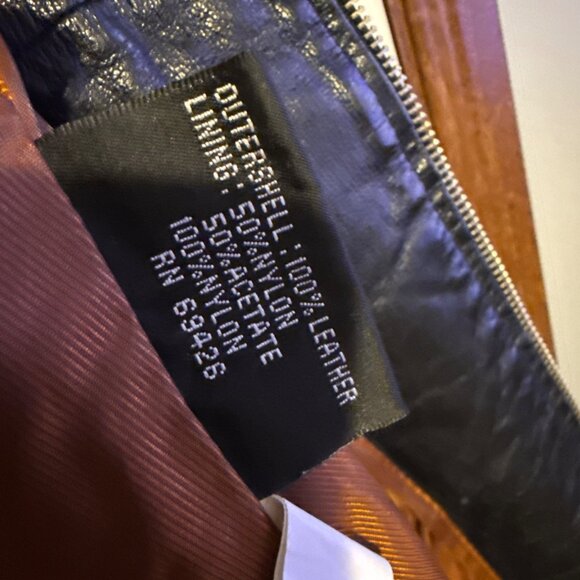 OUTERSHELL: 100% LEATHER
LINING: 50%NYLON
50%ACETATE
100%NYLON
RN 69426